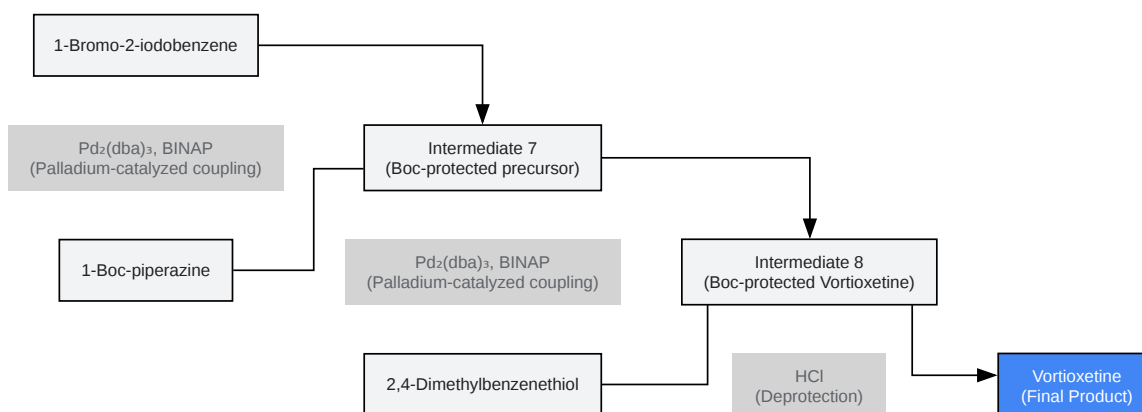 1-Bromo-2-iodobenzene
Pd₂(dba)₃, BINAP
(Palladium-catalyzed coupling)
Intermediate 7
(Boc-protected precursor)
1-Boc-piperazine
Pd₂(dba)₃, BINAP
(Palladium-catalyzed coupling)
Intermediate 8
(Boc-protected Vortioxetine)
2,4-Dimethylbenzenethiol
HCl
(Deprotection)
Vortioxetine
(Final Product)